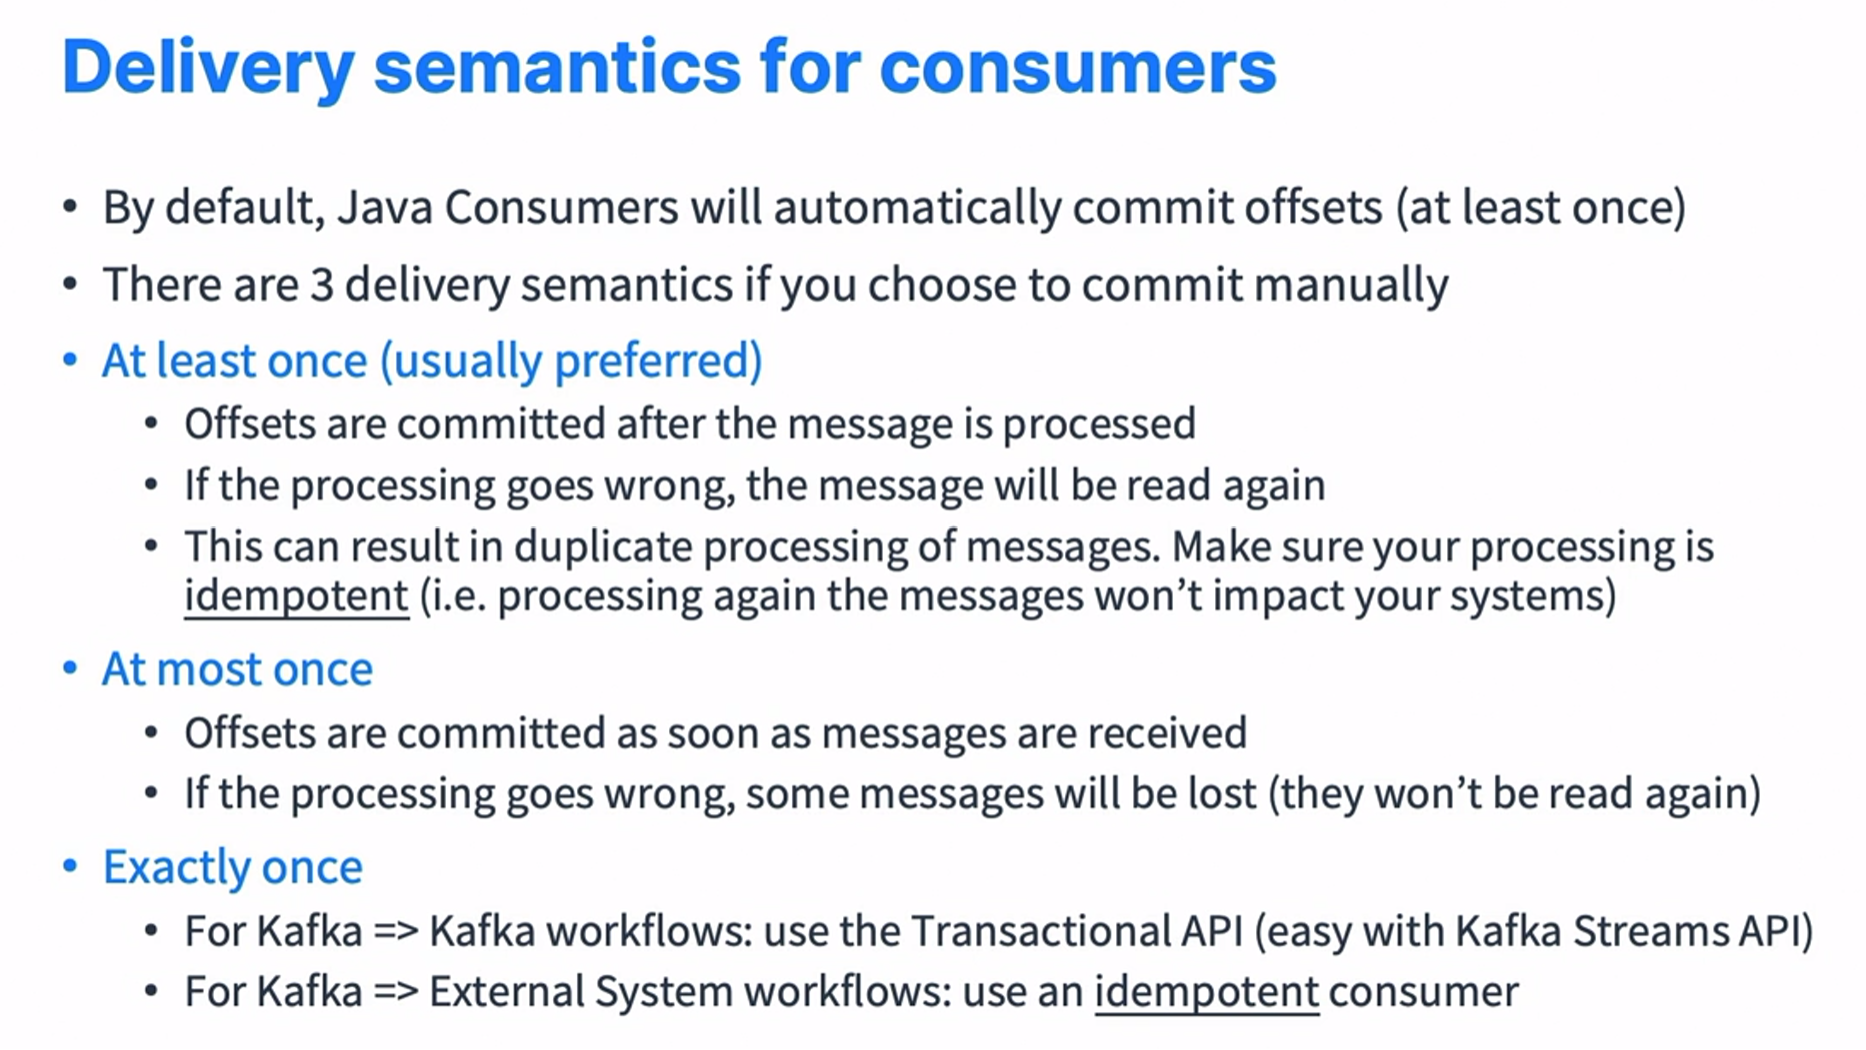 Delivery semantics for consumers
• By default, Java Consumers will automatically commit offsets (at least once)
• There are 3 delivery semantics if you choose to commit manually
• At least once (usually preferred)
• Offsets are committed after the message is processed
• If the processing goes wrong, the message will be read again
• This can result in duplicate processing of messages. Make sure your processing is
idempotent (i.e. processing again the messages won’t impact your systems)
• At most once
• Offsets are committed as soon as messages are received
• If the processing goes wrong, some messages will be lost (they won’t be read again)
• Exactly once
• For Kafka => Kafka workflows: use the Transactional API (easy with Kafka Streams API)
• For Kafka => External System workflows: use an idempotent consumer